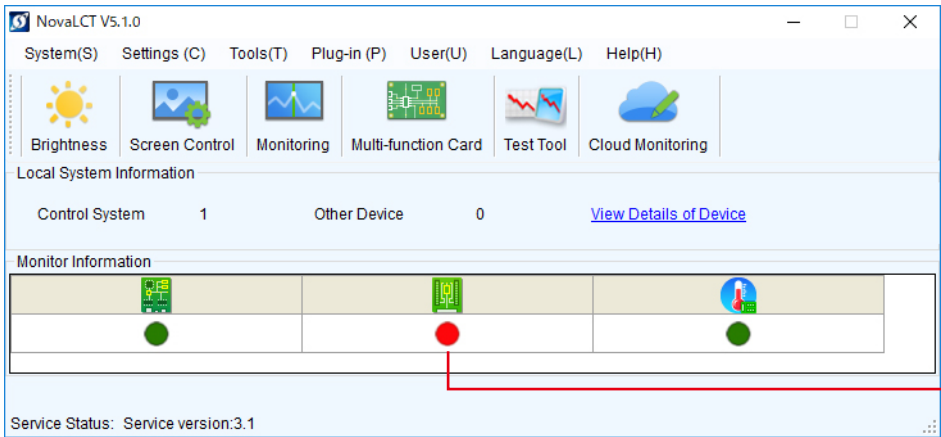 NovaLCT V5.1.0
System(S) Settings (C) Tools(T) Plug-in (P) User(U) Language(L) Help(H)
Brightness Screen Control Monitoring Multi-function Card Test Tool Cloud Monitoring
Local System Information
Control System 1 Other Device 0 View Details of Device
Monitor Information
Service Status: Service version:3.1